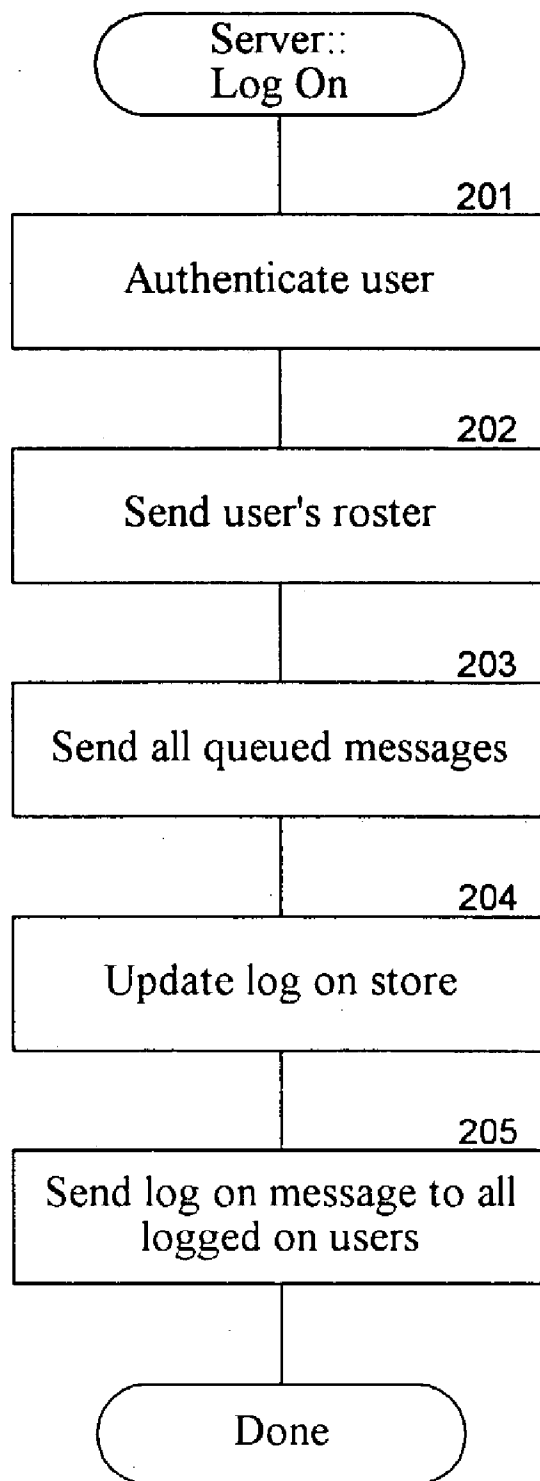 Server::
Log On
201
Authenticate user
202
Send user's roster
203
Send all queued messages
204
Update log on store
205
Send log on message to all
logged on users
Done